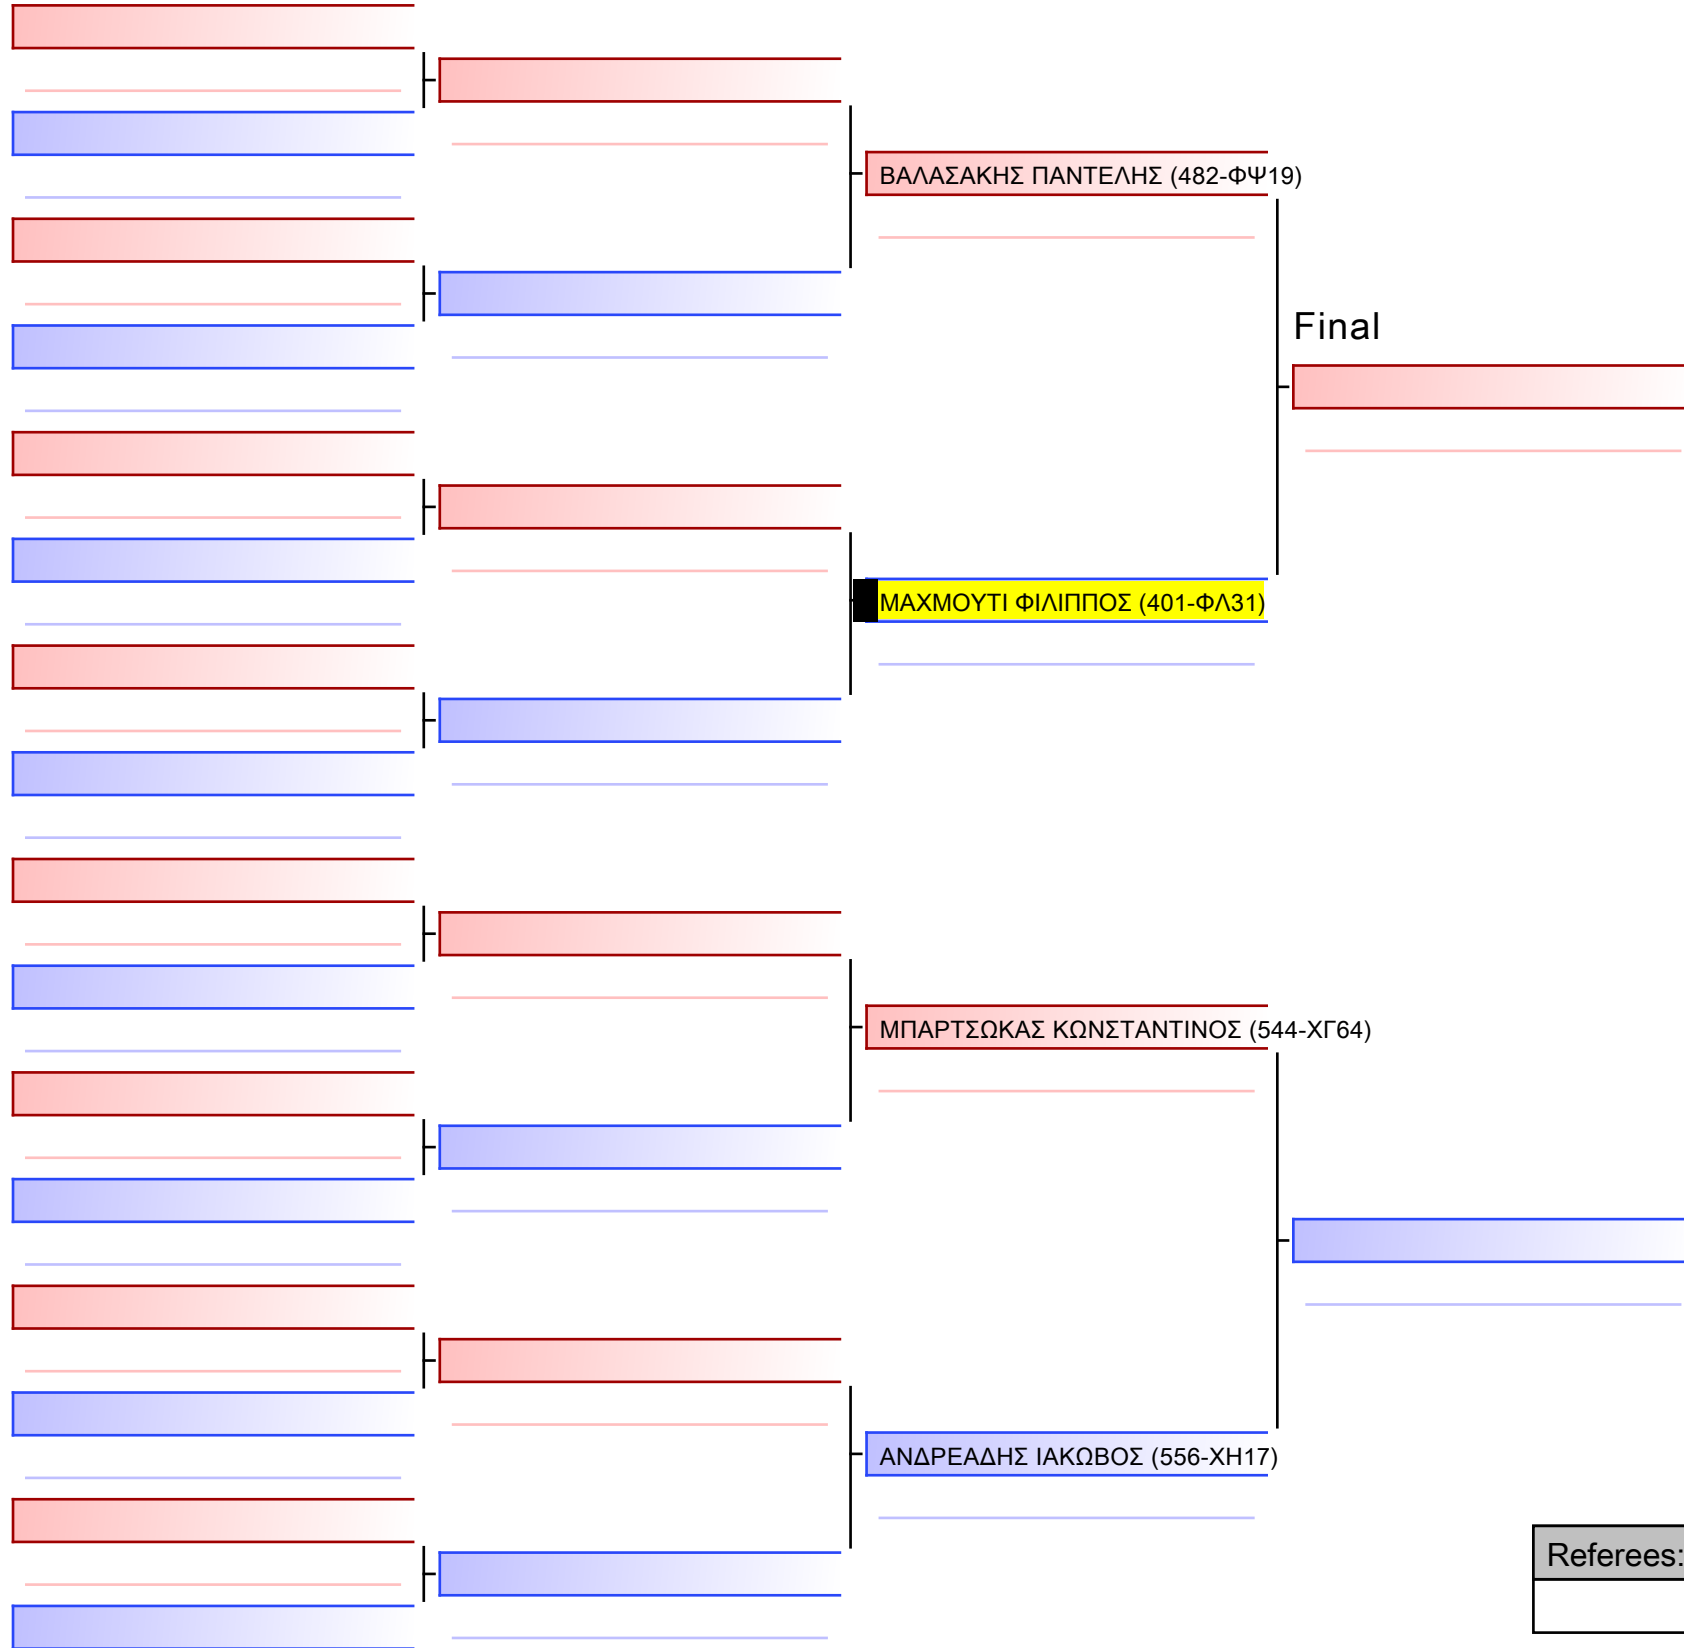 ΒΑΛΑΣΑΚΗΣ ΠΑΝΤΕΛΗΣ (482-ΦΨ19)
Final
ΜΑΧΜΟΥΤΙ ΦΙΛΙΠΠΟΣ (401-ΦΛ31)
ΜΠΑΡΤΣΩΚΑΣ ΚΩΝΣΤΑΝΤΙΝΟΣ (544-ΧΓ64)
ΑΝΔΡΕΑΔΗΣ ΙΑΚΩΒΟΣ (556-ΧΗ17)
Referees: